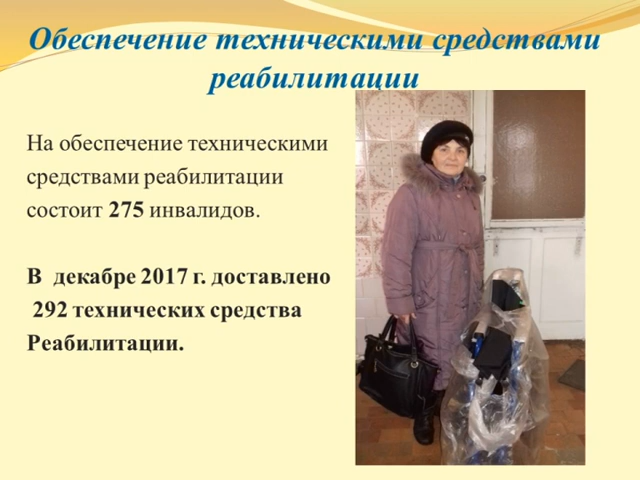 Обеспечение техническими средствами
реабилитации
На обеспечение техническими
средствами реабилитации
состоит 275 инвалидов.
В декабре 2017 г. доставлено
292 технических средства
Реабилитации.